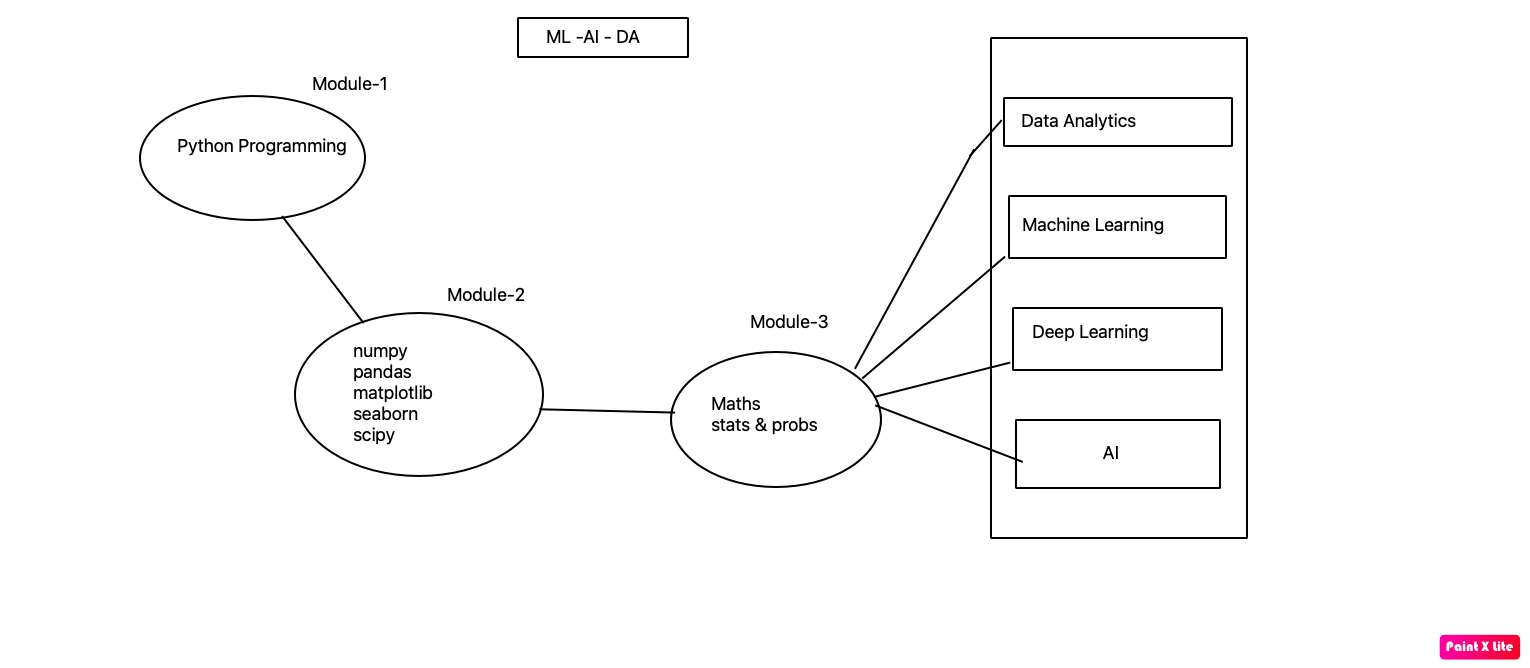 ML -AI - DA
Module-1
Python Programming
Module-2
numpy
pandas
matplotlib
seaborn
scipy
Module-3
Maths
stats & probs
Data Analytics
Machine Learning
Deep Learning
AI
Paint X Lite